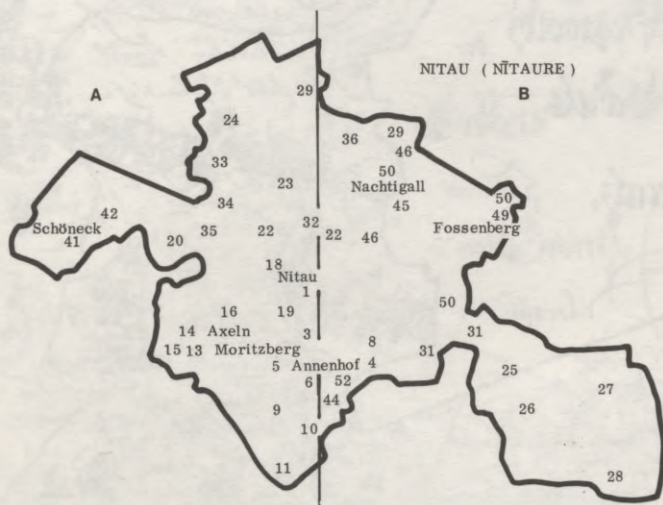 NITAU ( NĪTAURE )
A B
29
24 36 29
46
33 50
23 Nachtigall 50
34 45 49
42 32 Fossenberg
Schöneck 35 22 22 46
41 20
18
Nitau
1 50
16 19
14 Axeln 3 8 31
15 13 Moritzberg 31
5 Annenhof 4 25
6 52 27
9 44 26
10
11 28